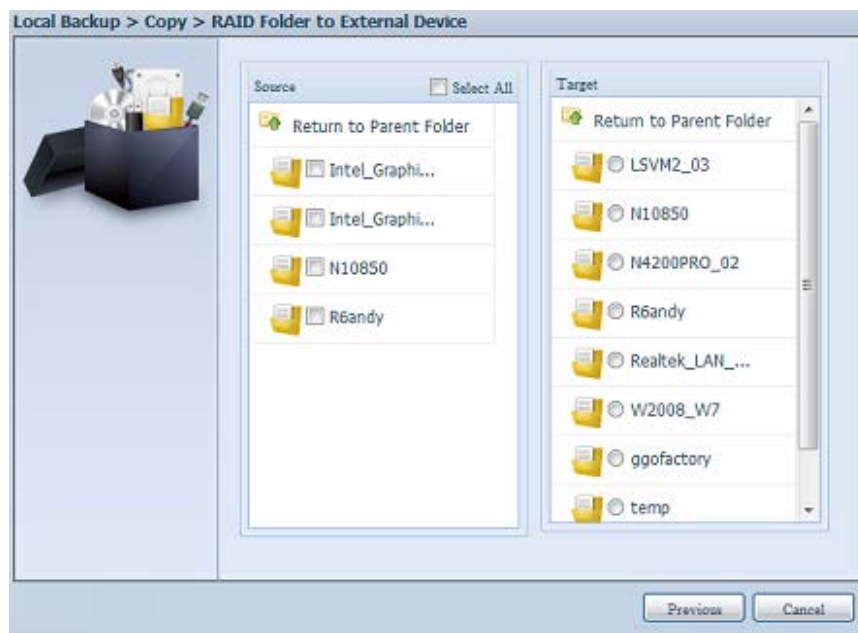 Local Backup > Copy > RAID Folder to External Device
Source
Select All
Return to Parent Folder
Intel_Graphi...
Intel_Graphi...
N10850
R6andy
Target
Return to Parent Folder
LSVM2_03
N10850
N4200PRO_02
R6andy
Realtek_LAN_...
W2008_W7
ggofactory
temp
Previous
Cancel